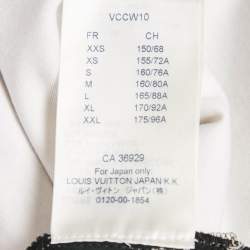 VCCW10
FR CH
XXS 150/68
XS 155/72A
S 160/76A
M 160/80A
L 165/88A
XL 170/92A
XXL 175/96A
CA 36929
For Japan only
LOUIS VUITTON JAPAN K.K.
ルイ・ヴィトン ジャパン(株)
0120-00-1854